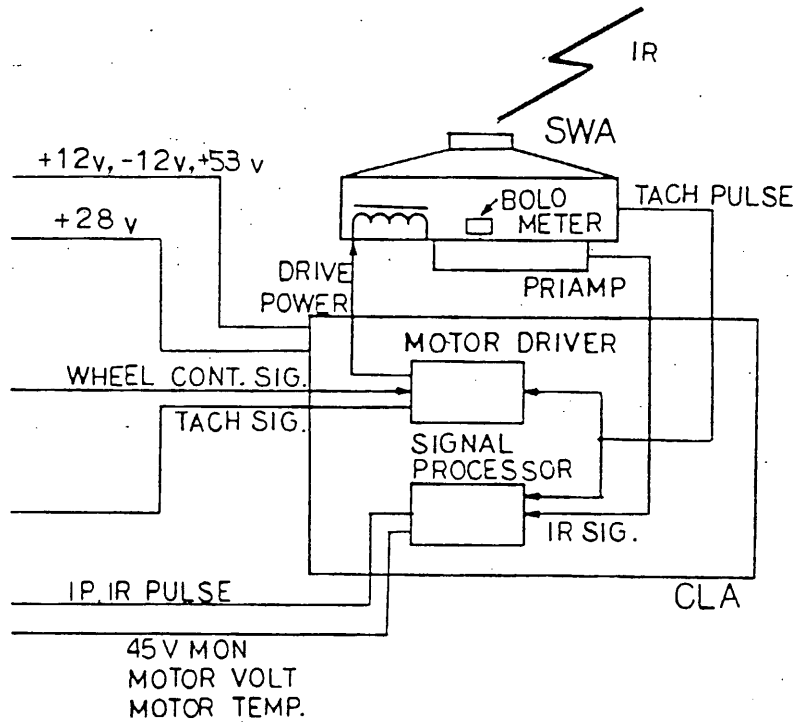 IR
SWA
+12v, -12v, +53 v
BOLO
METER
TACH PULSE
+28 v
DRIVE
POWER
PRIAMP
MOTOR DRIVER
WHEEL CONT. SIG.
TACH SIG.
SIGNAL
PROCESSOR
IR SIG.
IP. IR PULSE
CLA
45V MON
MOTOR VOLT
MOTOR TEMP.